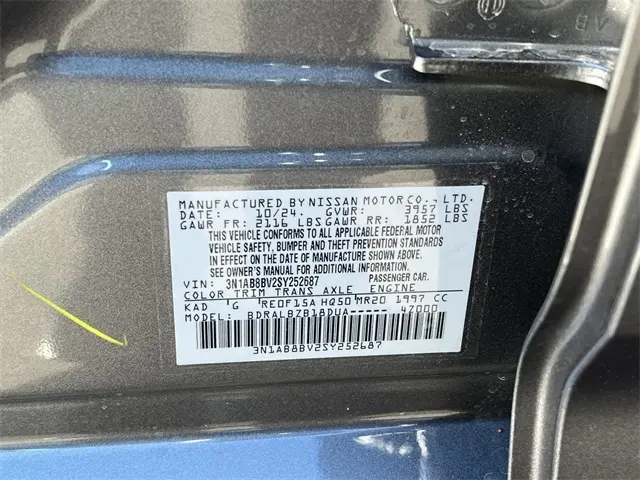 MANUFACTURED BY NISSAN MOTOR CO., LTD.
DATE: 10/24 GVWR: 3957 LBS
GAWR FR: 2116 LBS GAWR RR: 1852 LBS
THIS VEHICLE CONFORMS TO ALL APPLICABLE FEDERAL MOTOR
VEHICLE SAFETY, BUMPER AND THEFT PREVENTION STANDARDS
IN EFFECT ON THE DATE OF MANUFACTURE SHOWN ABOVE.
SEE OWNER'S MANUAL FOR ADDITIONAL INFORMATION.
VIN: 3N1AB8BV2SY252687 PASSENGER CAR.
COLOR TRIM TRANS AXLE ENGINE
KAD G RE0F15A HQ50 MR20 1997 CC
BDRALBZB18DUA----- 4Z000
3N1AB8BV2SY252687